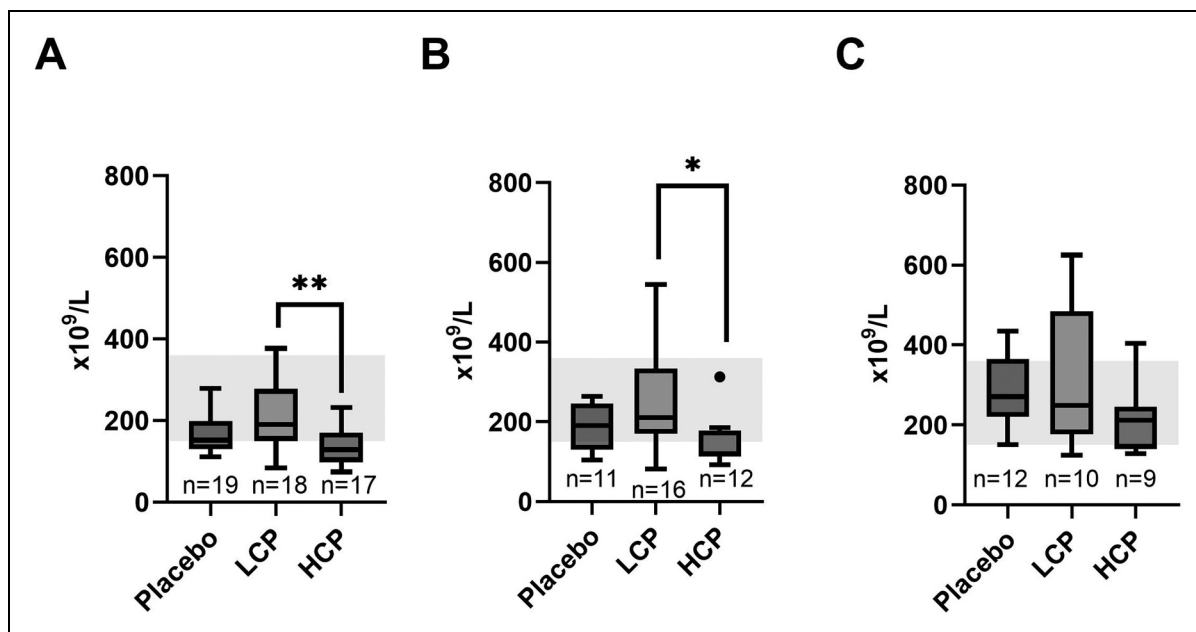 A
x10⁹/L
800
600
400
200
0
**
n=19 n=18 n=17
Placebo LCP HCP
B
x10⁹/L
800
600
400
200
0
*
n=11 n=16 n=12
Placebo LCP HCP
C
x10⁹/L
800
600
400
200
0
n=12 n=10 n=9
Placebo LCP HCP